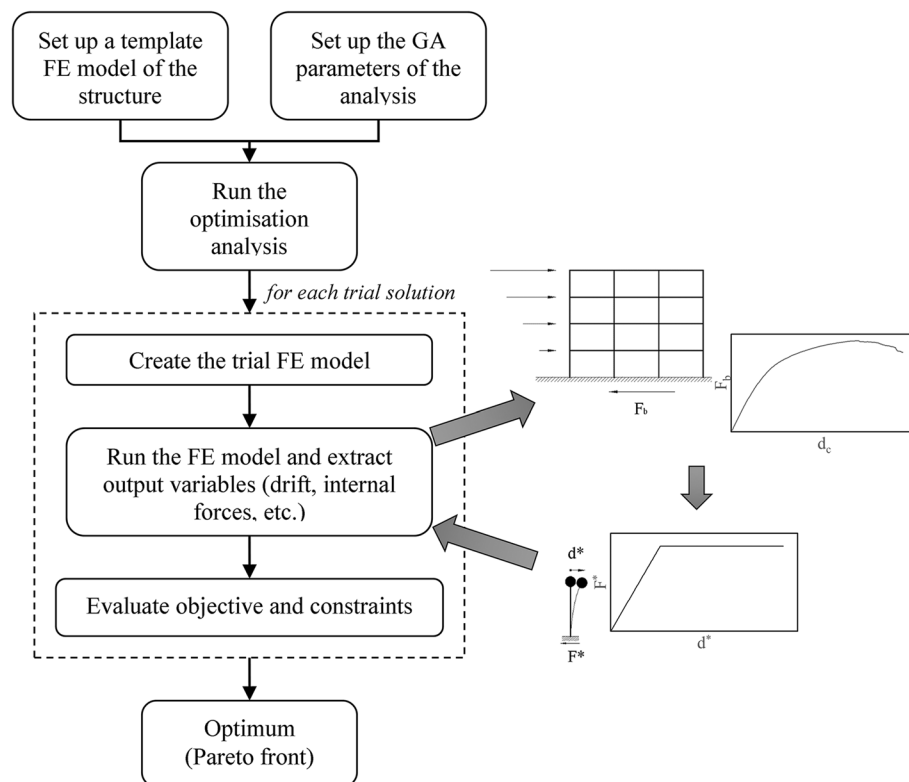 Set up a template
FE model of the
structure
Set up the GA
parameters of the
analysis
Run the
optimisation
analysis
for each trial solution
Create the trial FE model
Run the FE model and extract
output variables (drift, internal
forces, etc.)
Evaluate objective and constraints
Optimum
(Pareto front)
Fb
Fb
dc
d*
F*
F*
d*